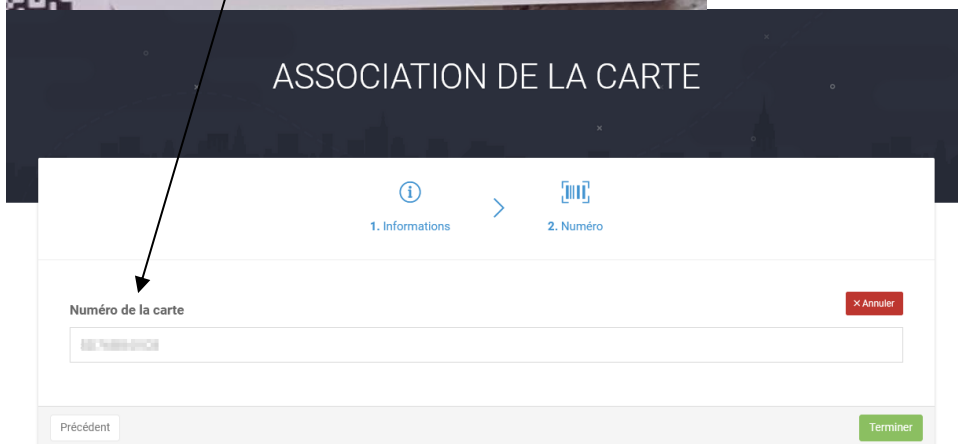 ASSOCIATION DE LA CARTE
1. Informations
2. Numéro
Numéro de la carte
× Annuler
Précédent
Terminer